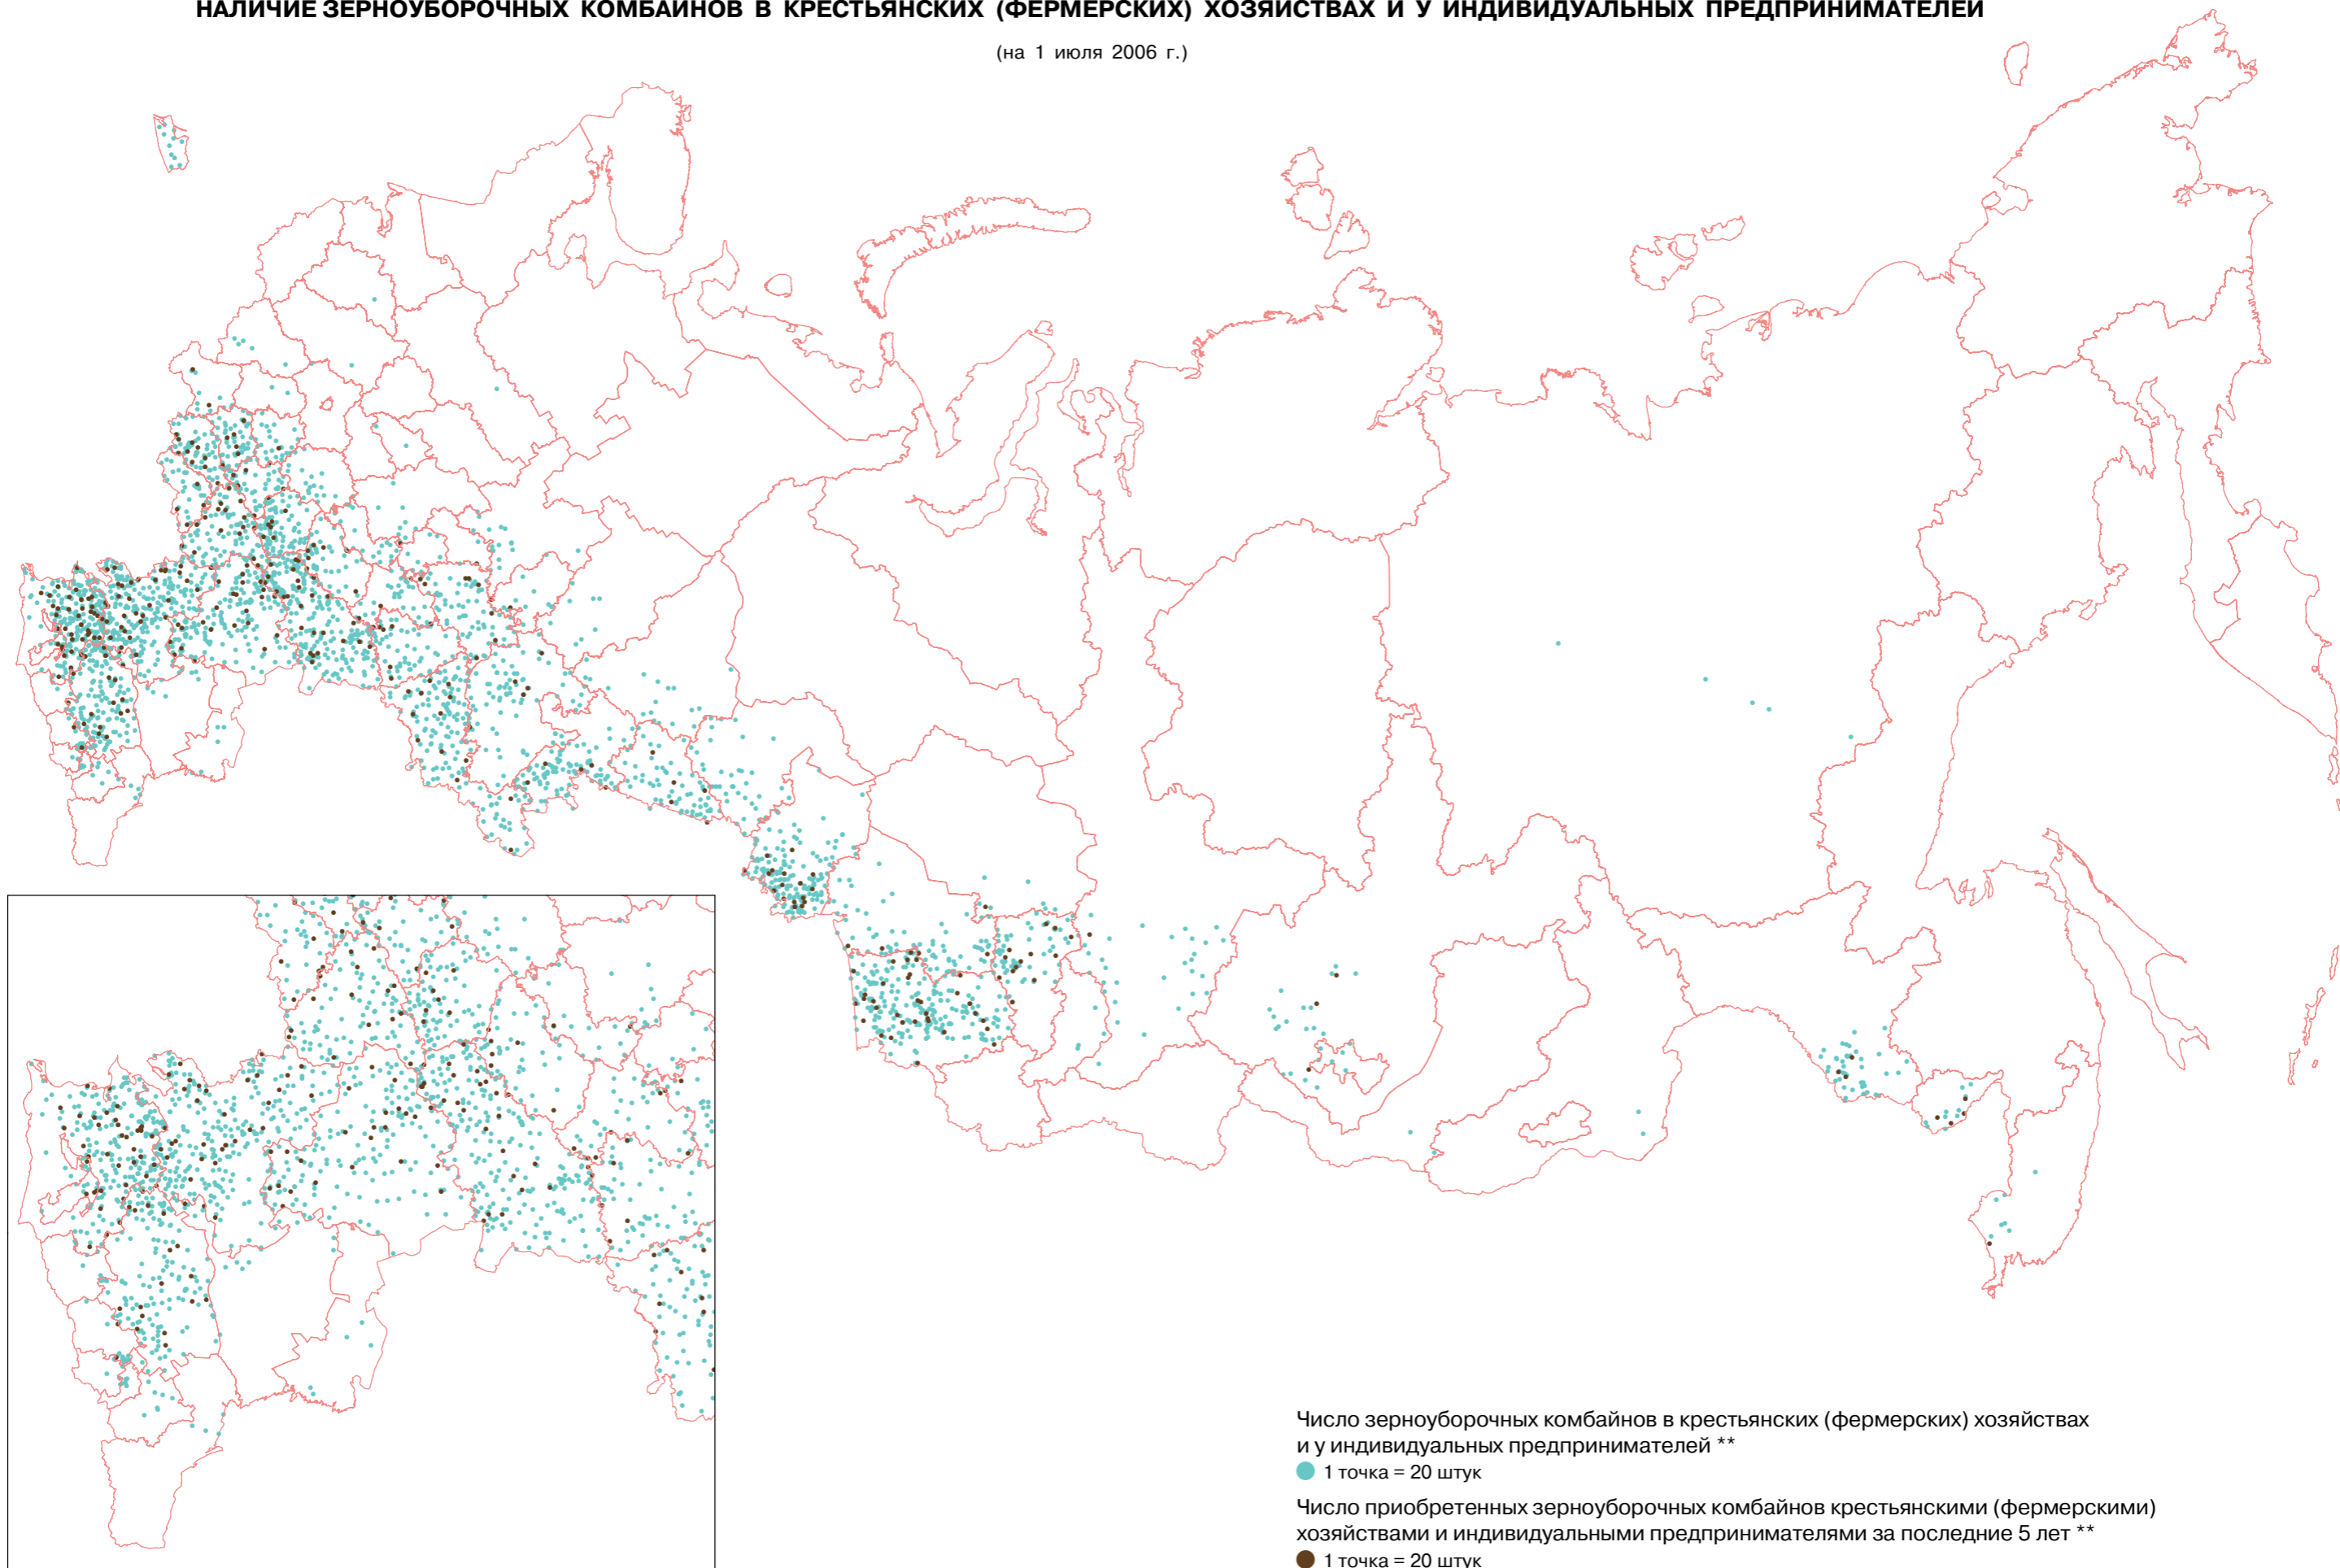 НАЛИЧИЕ ЗЕРНОУБОРОЧНЫХ КОМБАЙНОВ В КРЕСТЬЯНСКИХ (ФЕРМЕРСКИХ) ХОЗЯЙСТВАХ И У ИНДИВИДУАЛЬНЫХ ПРЕДПРИНИМАТЕЛЕЙ
(на 1 июля 2006 г.)
Число зерноуборочных комбайнов в крестьянских (фермерских) хозяйствах
и у индивидуальных предпринимателей **
1 точка = 20 штук
Число приобретенных зерноуборочных комбайнов крестьянскими (фермерскими)
хозяйствами и индивидуальными предпринимателями за последние 5 лет **
1 точка = 20 штук